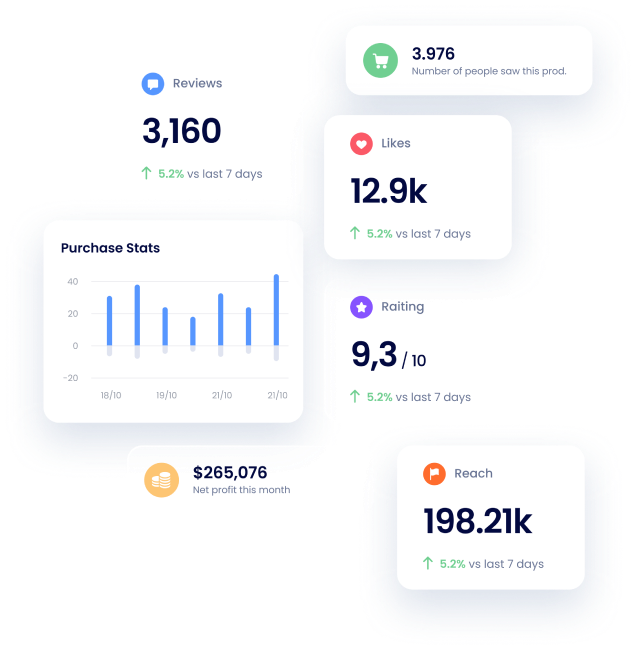 3.976
Number of people saw this prod.
Reviews
3,160
5.2% vs last 7 days
Likes
12.9k
5.2% vs last 7 days
Purchase Stats
40
20
0
-20
18/10
19/10
21/10
21/10
Raiting
9,3 / 10
5.2% vs last 7 days
$265,076
Net profit this month
Reach
198.21k
5.2% vs last 7 days